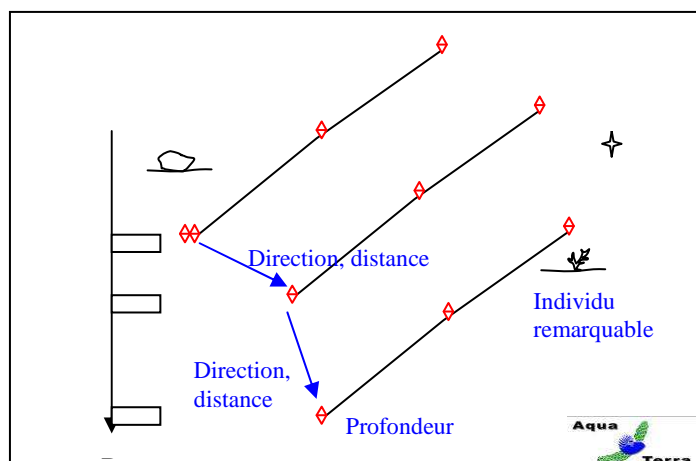 Direction, distance
Individu
remarquable
Direction,
distance
Profondeur
Aqua
Terra